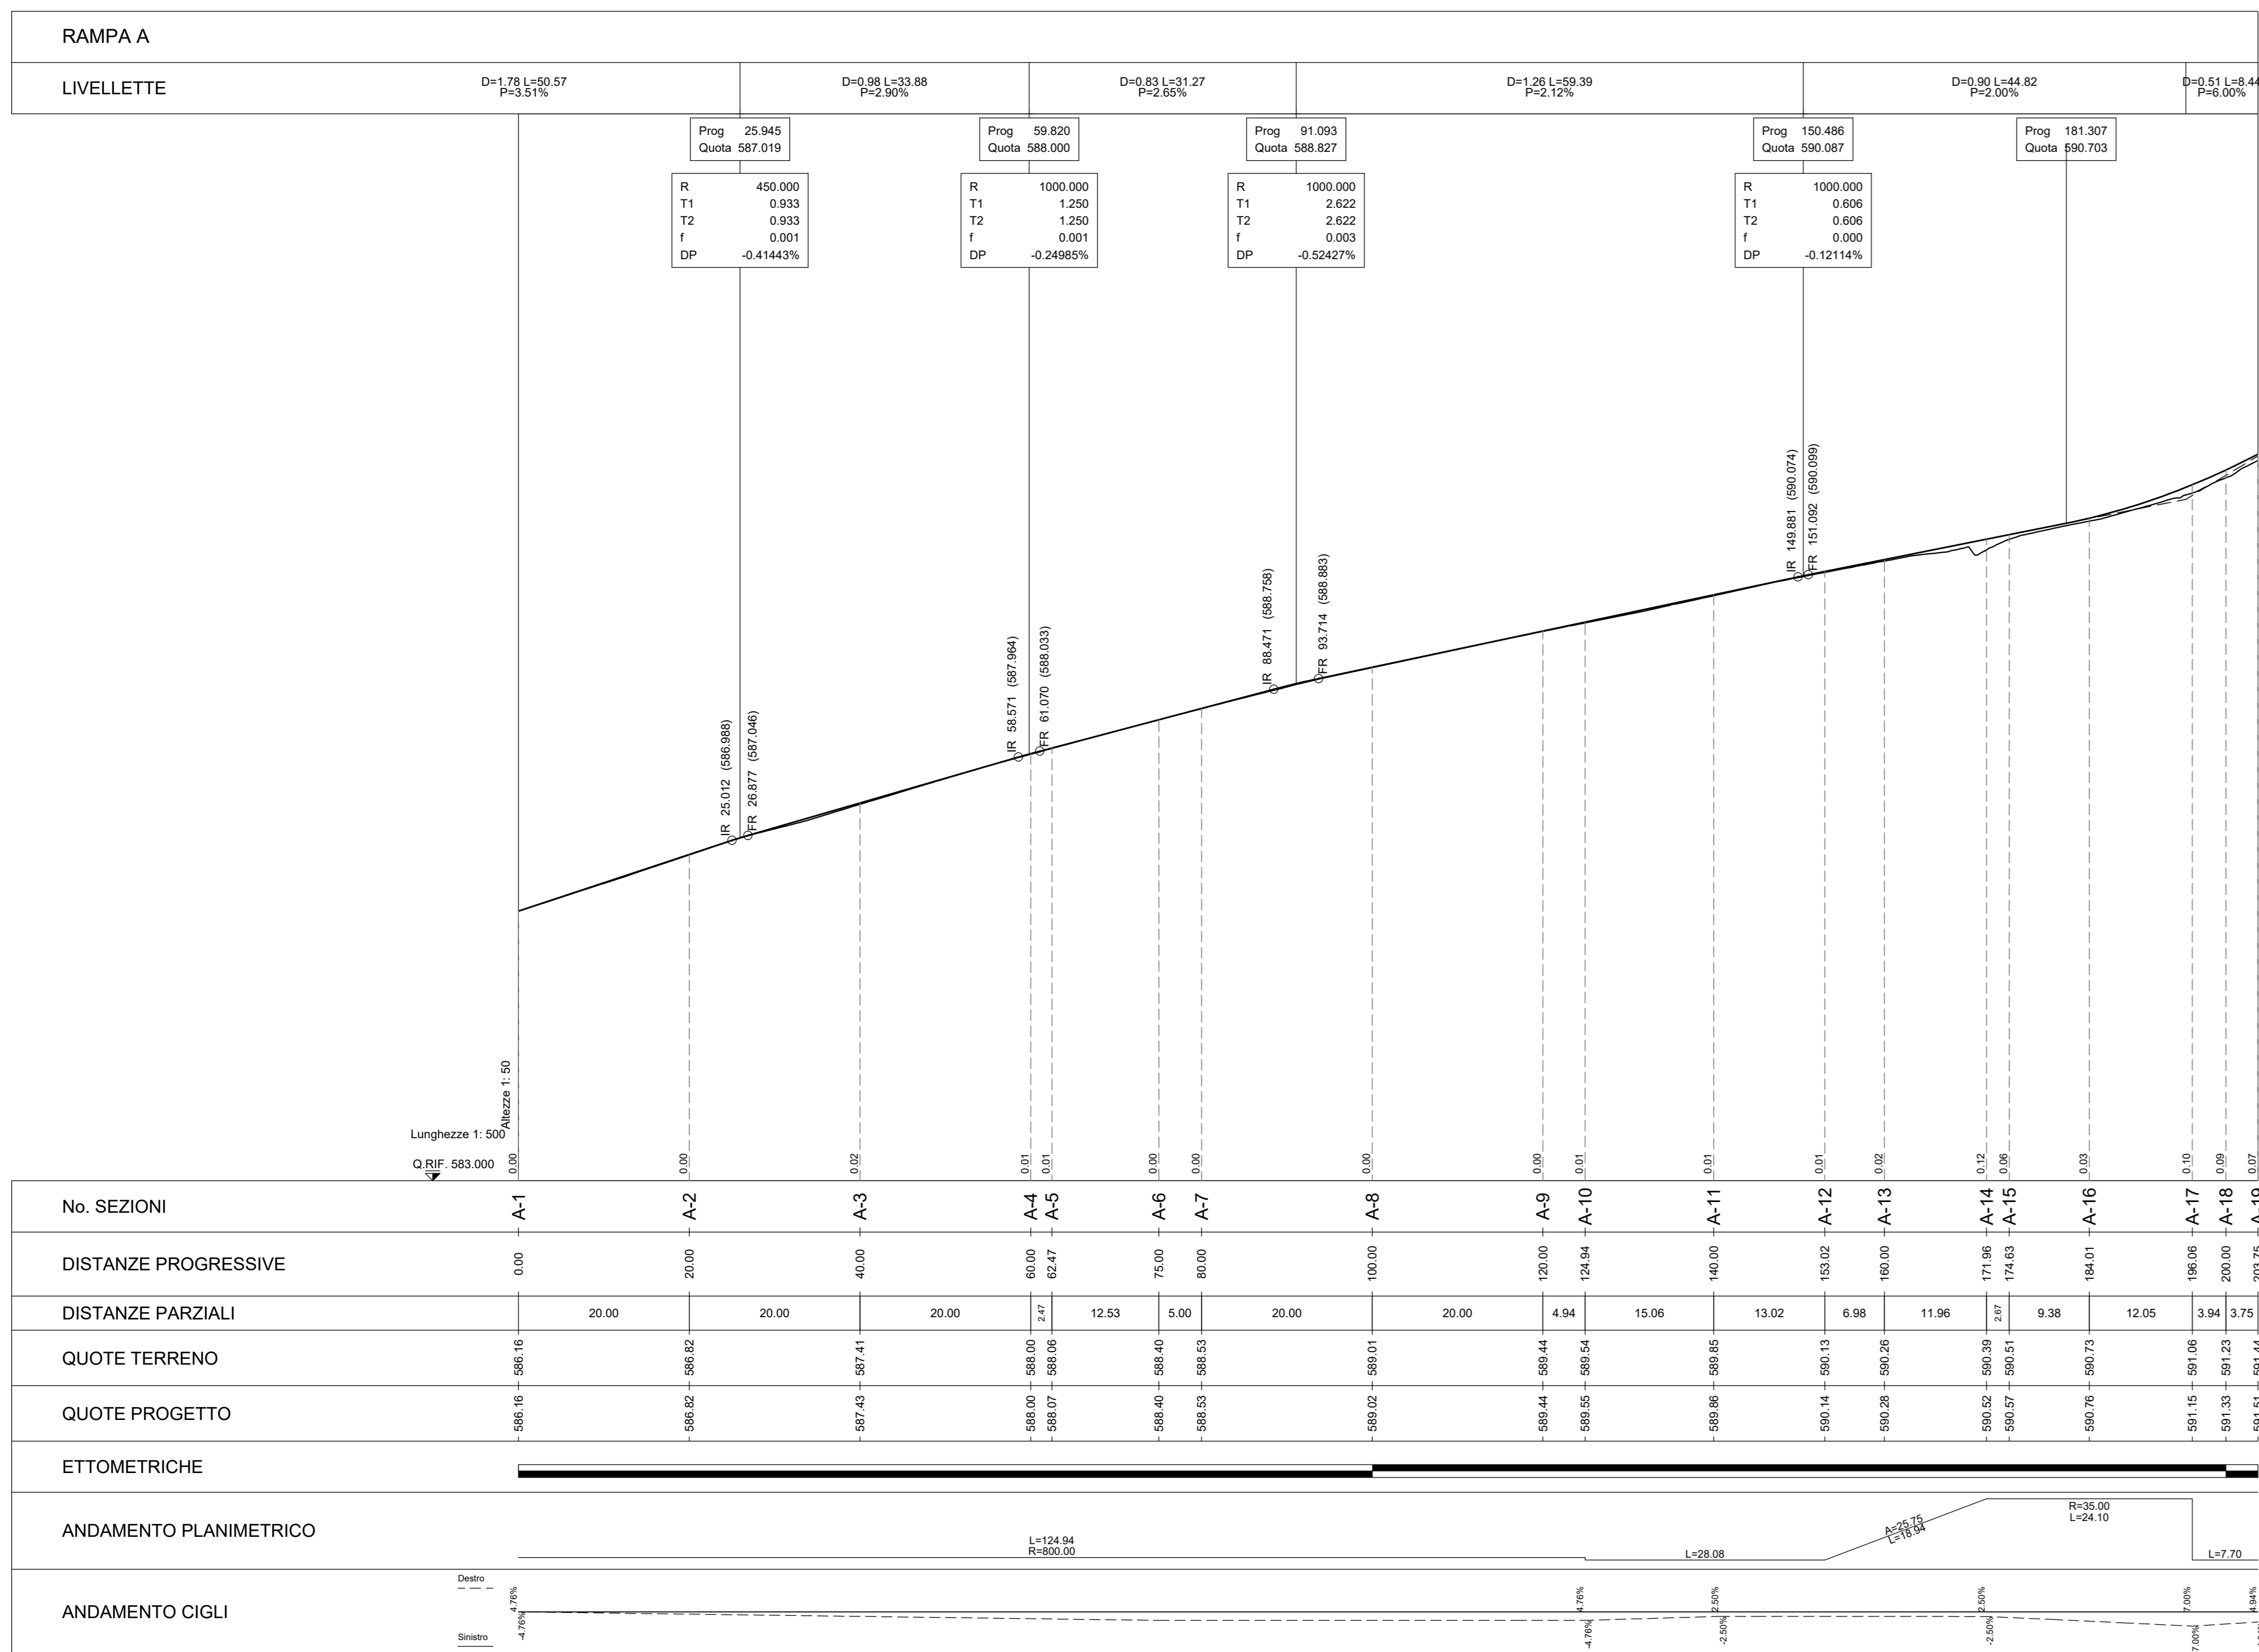 RAMPA A
LIVELLETTE
D=1.78 L=50.57
P=3.51%
D=0.98 L=33.88
P=2.90%
D=0.83 L=31.27
P=2.65%
D=1.26 L=59.39
P=2.12%
D=0.90 L=44.82
P=2.00%
D=0.51 L=8.44
P=6.00%
Prog 25.945
Quota 587.019
R 450.000
T1 0.933
T2 0.933
f 0.001
DP -0.41443%
Prog 59.820
Quota 588.000
R 1000.000
T1 1.250
T2 1.250
f 0.001
DP -0.24985%
Prog 91.093
Quota 588.827
R 1000.000
T1 2.622
T2 2.622
f 0.003
DP -0.52427%
Prog 150.486
Quota 590.087
R 1000.000
T1 0.606
T2 0.606
f 0.000
DP -0.12114%
Prog 181.307
Quota 590.703
IR 25.012 (586.988)
FR 26.877 (587.046)
IR 58.571 (587.964)
FR 61.070 (588.033)
IR 88.471 (588.758)
FR 93.714 (588.883)
IR 149.881 (590.074)
FR 151.092 (590.099)
Altezze 1: 50
Lunghezze 1: 500
Q.RIF. 583.000
0.00 0.00 0.02 0.01 0.01 0.00 0.00 0.00 0.00 0.01 0.01 0.01 0.02 0.12 0.06 0.03 0.10 0.09 0.07
No. SEZIONI
A-1 A-2 A-3 A-4 A-5 A-6 A-7 A-8 A-9 A-10 A-11 A-12 A-13 A-14 A-15 A-16 A-17 A-18 A-19
DISTANZE PROGRESSIVE
0.00 20.00 40.00 60.00 62.47 75.00 80.00 100.00 120.00 124.94 140.00 153.02 160.00 171.96 174.63 184.01 196.06 200.00 203.75
DISTANZE PARZIALI
20.00 20.00 20.00 2.47 12.53 5.00 20.00 20.00 4.94 15.06 13.02 6.98 11.96 2.67 9.38 12.05 3.94 3.75
QUOTE TERRENO
586.16 586.82 587.41 588.00 588.06 588.40 588.53 589.01 589.44 589.54 589.85 590.13 590.26 590.39 590.51 590.73 591.06 591.23 591.44
QUOTE PROGETTO
586.16 586.82 587.43 588.00 588.07 588.40 588.53 589.02 589.44 589.55 589.86 590.14 590.28 590.52 590.57 590.76 591.15 591.33 591.51
ETTOMETRICHE
ANDAMENTO PLANIMETRICO
L=124.94
R=800.00
L=28.08
A=25.75
L=18.94
R=35.00
L=24.10
L=7.70
ANDAMENTO CIGLI
Destro
Sinistro
4.76% 4.76% 2.50% 2.50% 7.00% 4.94%
-4.76% -4.76% -2.50% -2.50% 7.00%